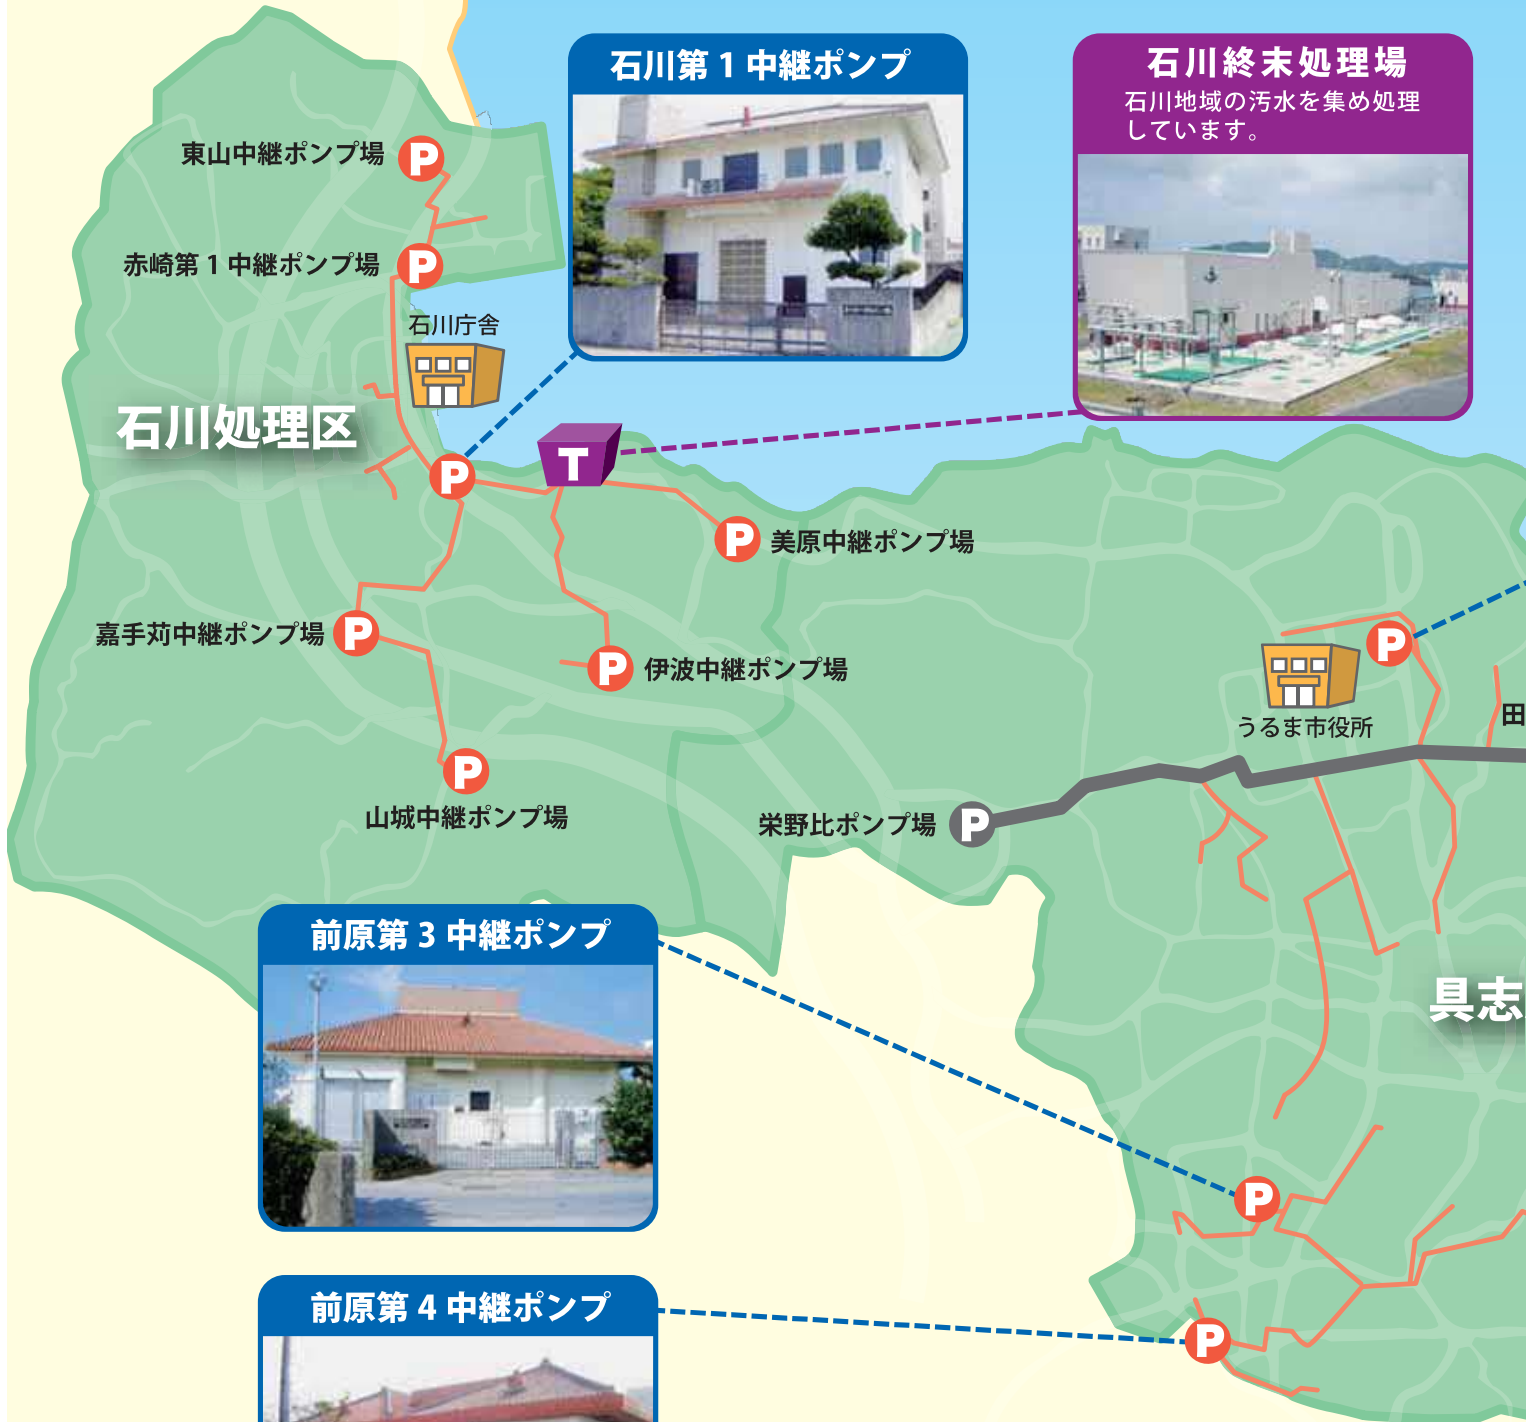 石川第1中継ポンプ
石川終末処理場
石川地域の汚水を集め処理
しています。
東山中継ポンプ場
P
赤崎第1中継ポンプ場
P
石川庁舎
石川処理区
P
T
P
美原中継ポンプ場
嘉手苅中継ポンプ場
P
P
伊波中継ポンプ場
P
うるま市役所
田
P
山城中継ポンプ場
栄野比ポンプ場
P
前原第3中継ポンプ
具志
P
前原第4中継ポンプ
P